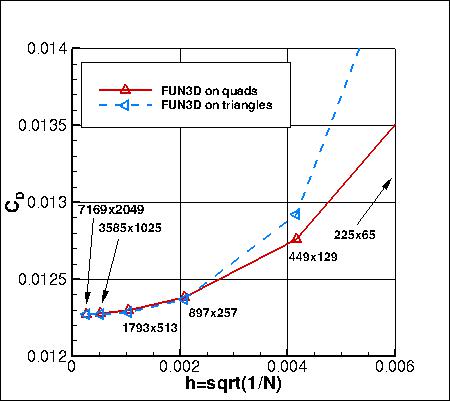 0.014
FUN3D on quads
FUN3D on triangles
0.0135
C_D
0.013
7169x2049
3585x1025
225x65
449x129
0.0125
1793x513
897x257
0.012
0
0.002
0.004
0.006
h=sqrt(1/N)